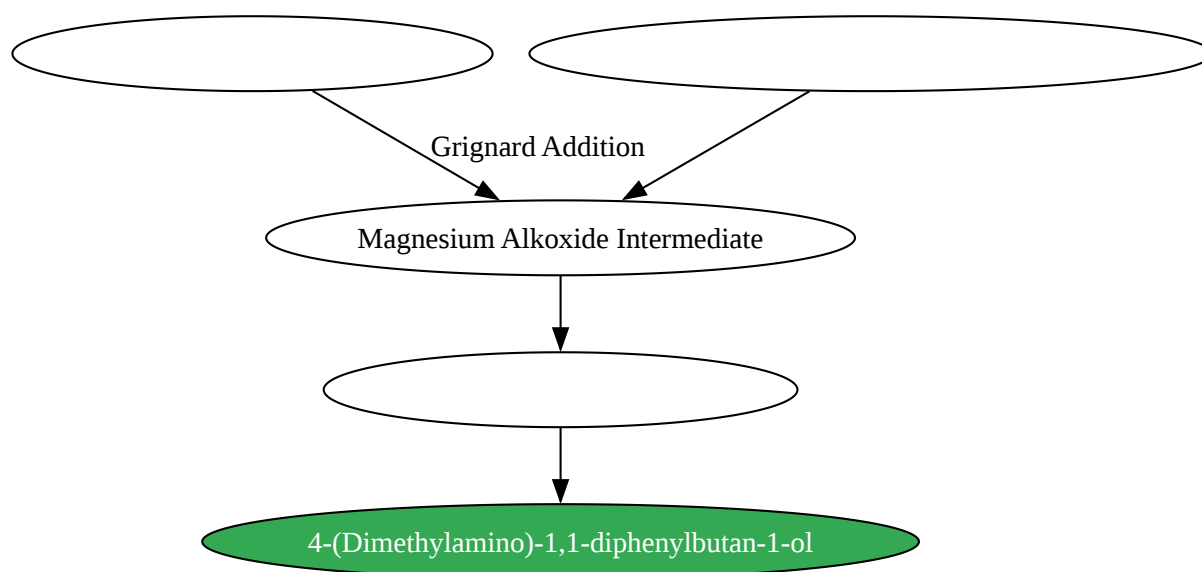 Grignard Addition
Magnesium Alkoxide Intermediate
4-(Dimethylamino)-1,1-diphenylbutan-1-ol